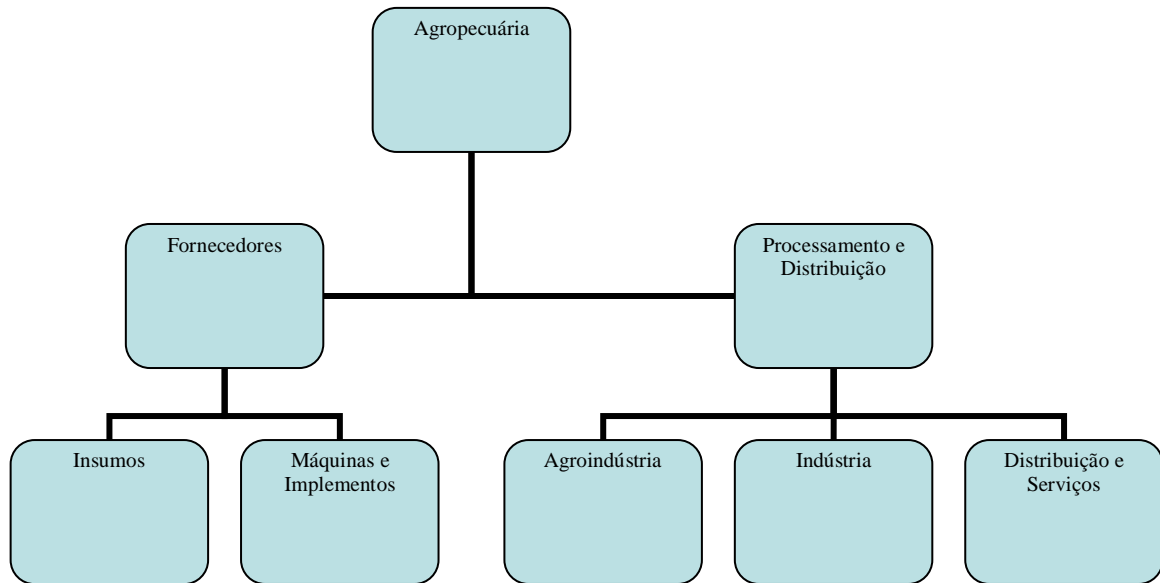 Agropecuária
Fornecedores
Processamento e
Distribuição
Insumos
Máquinas e
Implementos
Agroindústria
Indústria
Distribuição e
Serviços